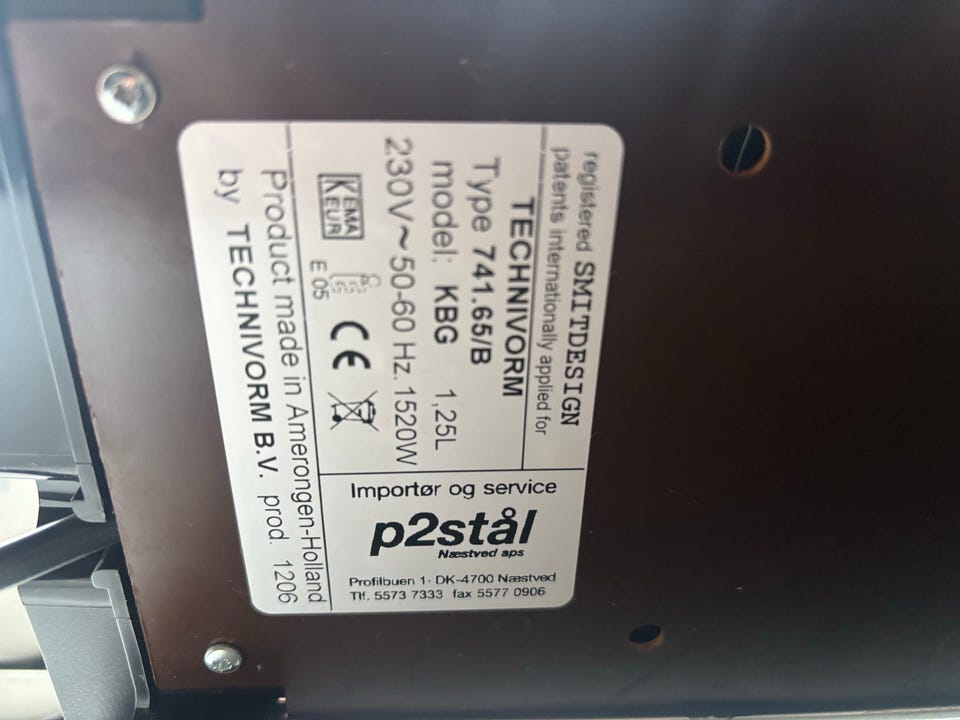 registered SMITDESIGN
patents internationally applied for
TECHNIVORM
Type 741.65/B
model: KBG 1,25L
230V~50-60 Hz. 1520W
KEMA
EUR
E 05
CE
Product made in Amerongen-Holland
by TECHNIVORM B.V. prod. 1206
Importør og service
p2stål
Næstved aps
Profilbuen 1 · DK-4700 Næstved
Tlf. 5573 7333 fax 5577 0906